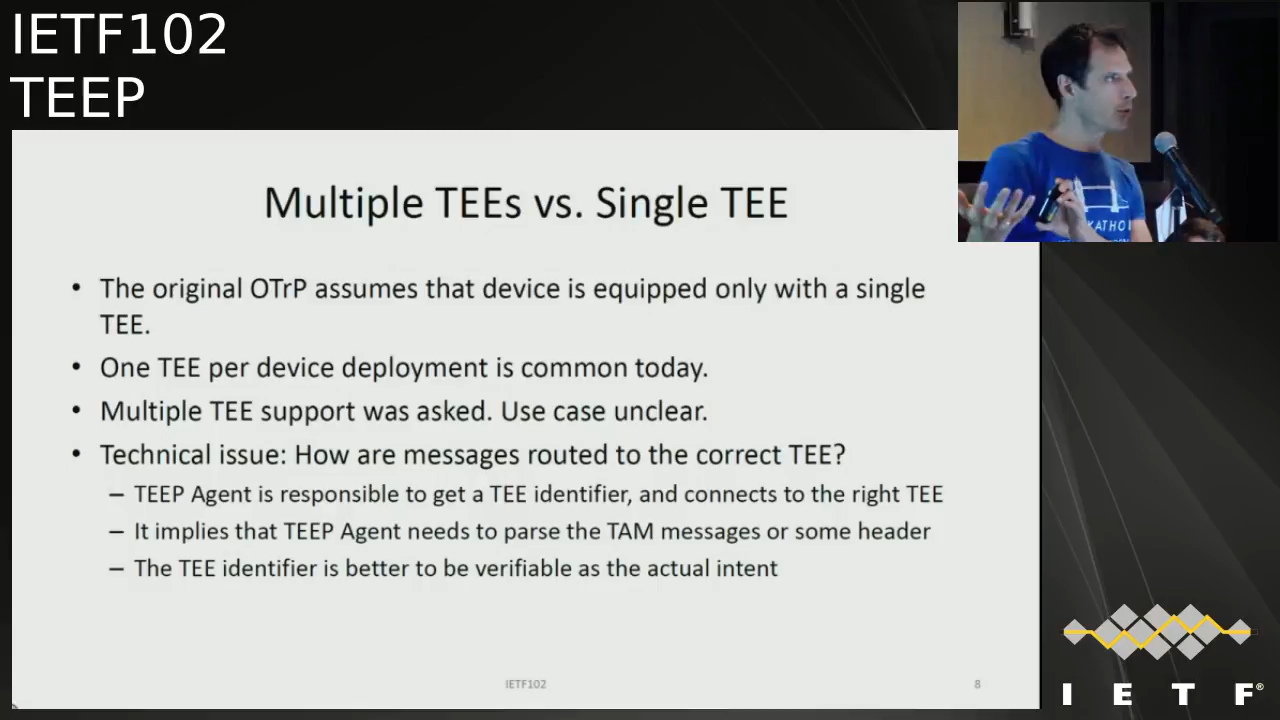 IETF102
TEEP
Multiple TEEs vs. Single TEE
• The original OTrP assumes that device is equipped only with a single
TEE.
• One TEE per device deployment is common today.
• Multiple TEE support was asked. Use case unclear.
• Technical issue: How are messages routed to the correct TEE?
– TEEP Agent is responsible to get a TEE identifier, and connects to the right TEE
– It implies that TEEP Agent needs to parse the TAM messages or some header
– The TEE identifier is better to be verifiable as the actual intent
IETF102
8
I E T F®